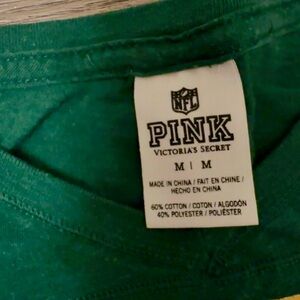 NFL
PINK
VICTORIA'S SECRET
M | M
MADE IN CHINA / FAIT EN CHINE /
HECHO EN CHINA
60% COTTON / COTON / ALGODÓN
40% POLYESTER / POLIÉSTER